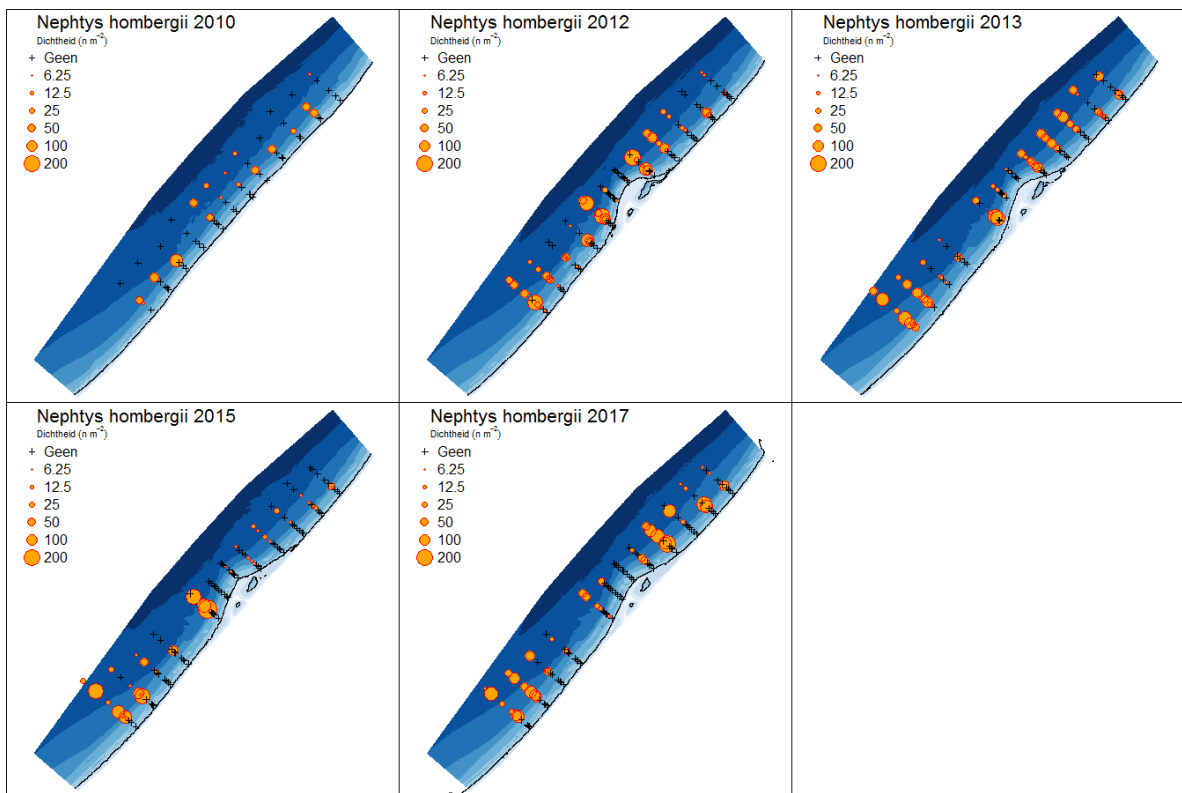 Nephtys hombergii 2010
Dichtheid (n m⁻²)
+ Geen
6.25
12.5
25
50
100
200
Nephtys hombergii 2012
Dichtheid (n m⁻²)
+ Geen
6.25
12.5
25
50
100
200
Nephtys hombergii 2013
Dichtheid (n m⁻²)
+ Geen
6.25
12.5
25
50
100
200
Nephtys hombergii 2015
Dichtheid (n m⁻²)
+ Geen
6.25
12.5
25
50
100
200
Nephtys hombergii 2017
Dichtheid (n m⁻²)
+ Geen
6.25
12.5
25
50
100
200